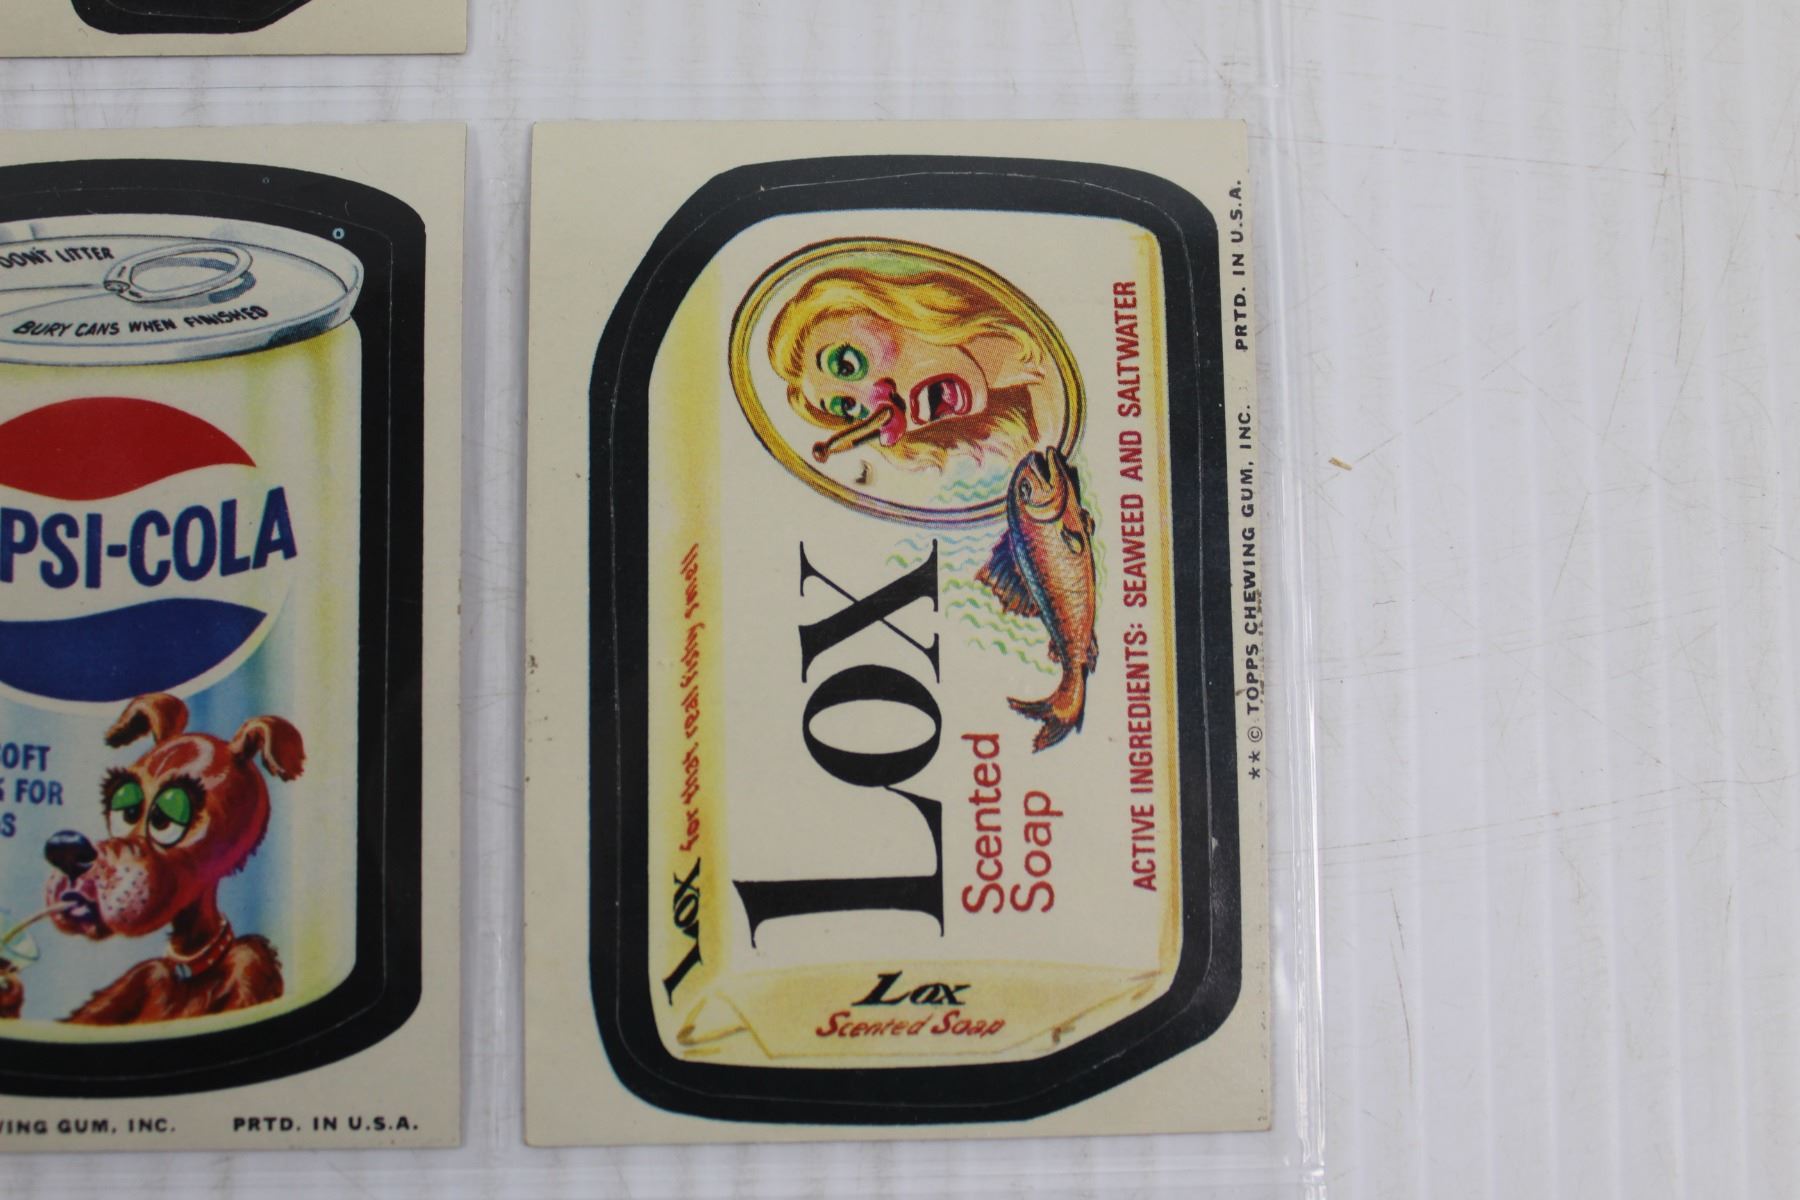 DON'T LITTER
BURY CANS WHEN FINISHED
PSI-COLA
SOFT
FOR
PRTD. IN U.S.A.
WING GUM, INC.
LOX for that real fishy smell
LOX
Scented
Soap
ACTIVE INGREDIENTS: SEAWEED AND SALTWATER
Lox
Scented Soap
** © TOPPS CHEWING GUM, INC. PRTD. IN U.S.A.